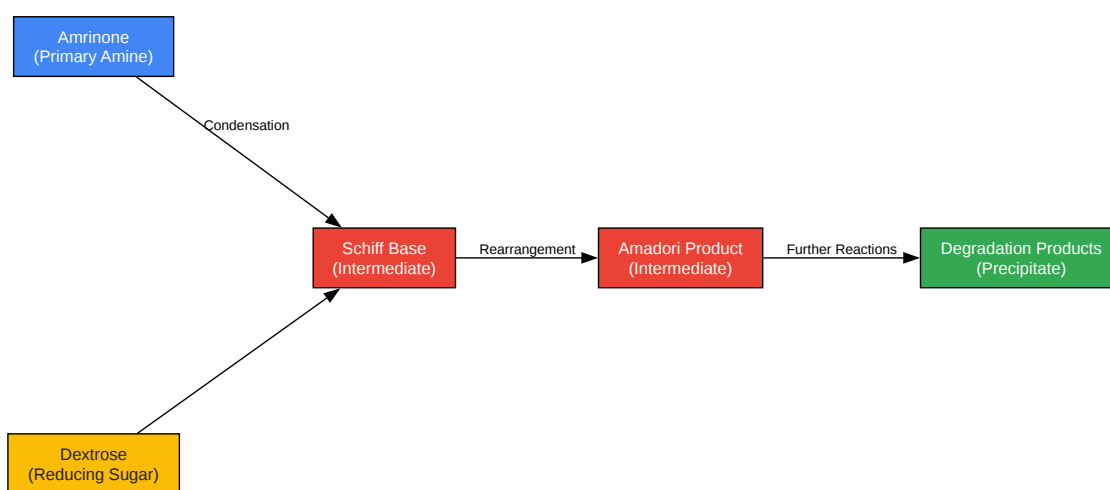 Amrinone
(Primary Amine)
Condensation
Schiff Base
(Intermediate)
Rearrangement
Amadori Product
(Intermediate)
Further Reactions
Degradation Products
(Precipitate)
Dextrose
(Reducing Sugar)